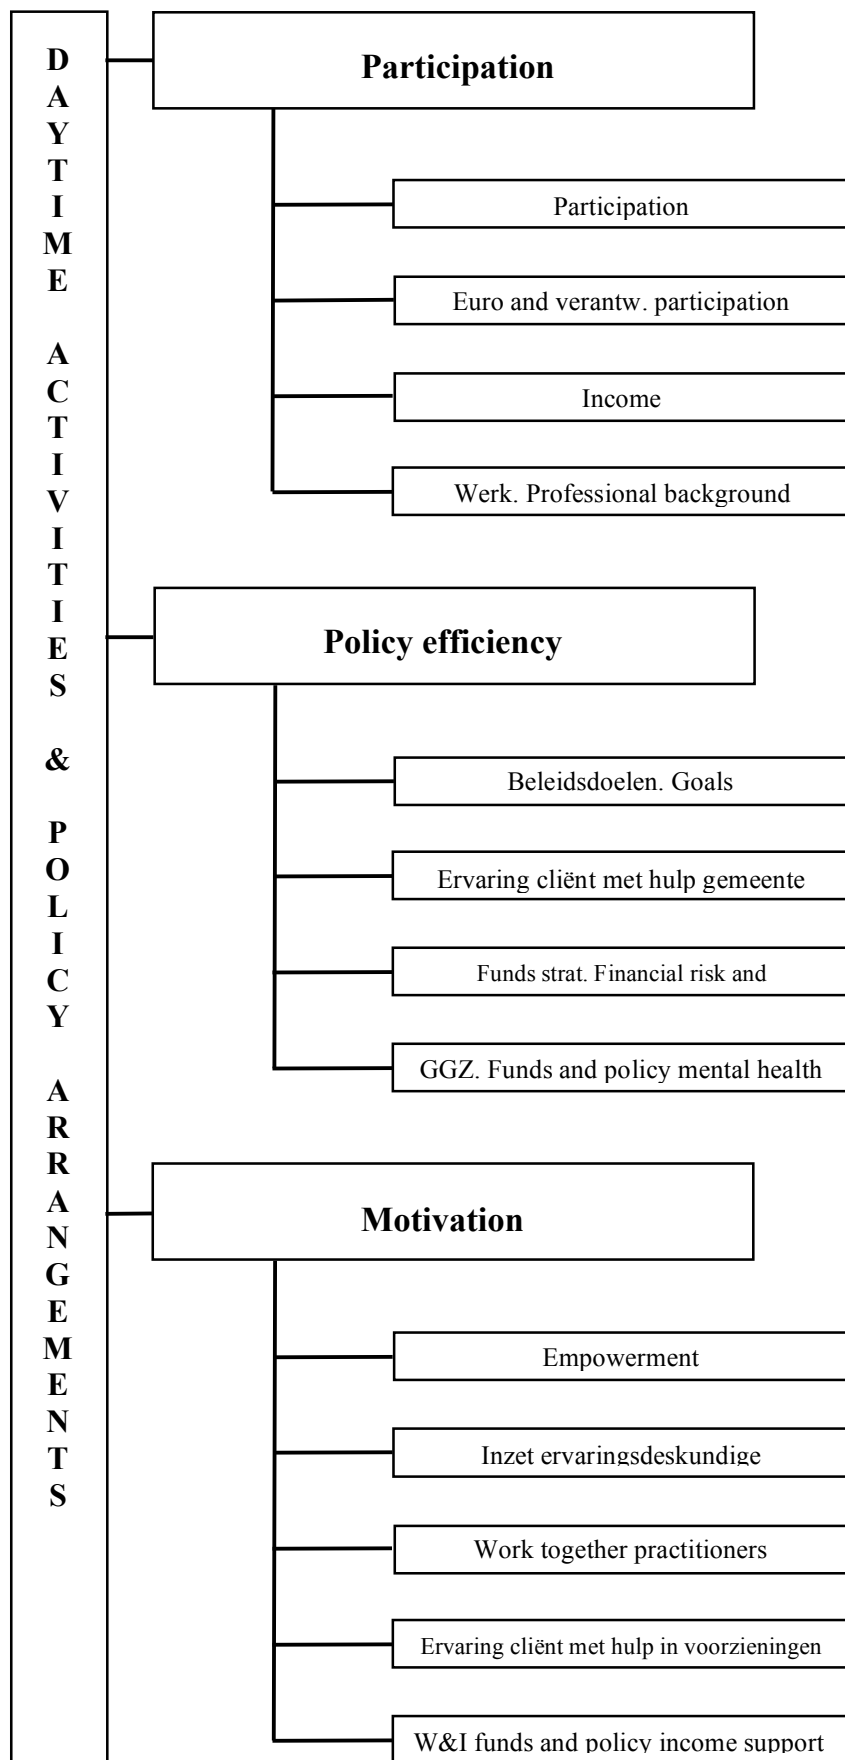 DAYTIME ACTIVITIES & POLICY ARRANGEMENTS
Participation
Participation
Euro and verantw. participation
Income
Werk. Professional background
Policy efficiency
Beleidsdoelen. Goals
Ervaring cliënt met hulp gemeente
Funds strat. Financial risk and
GGZ. Funds and policy mental health
Motivation
Empowerment
Inzet ervaringsdeskundige
Work together practitioners
Ervaring cliënt met hulp in voorzieningen
W&I funds and policy income support